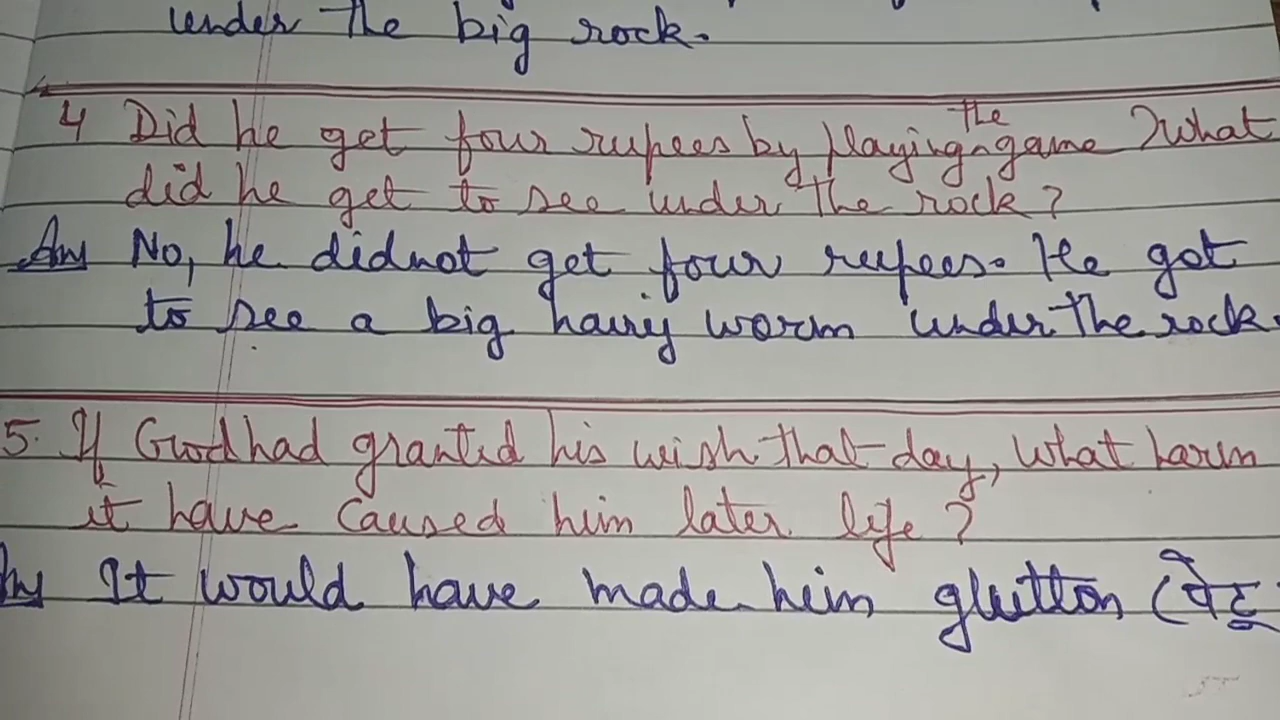 under the big rock.
4 Did he get four rupees by playing the game ? What
did he get to see under the rock ?
Ans No, he didnot get four rupees. He got
to see a big hairy worm under the rock.
5. If God had granted his wish that day, what harm
it have caused him later life ?
Ans It would have made him glutton (पेटू